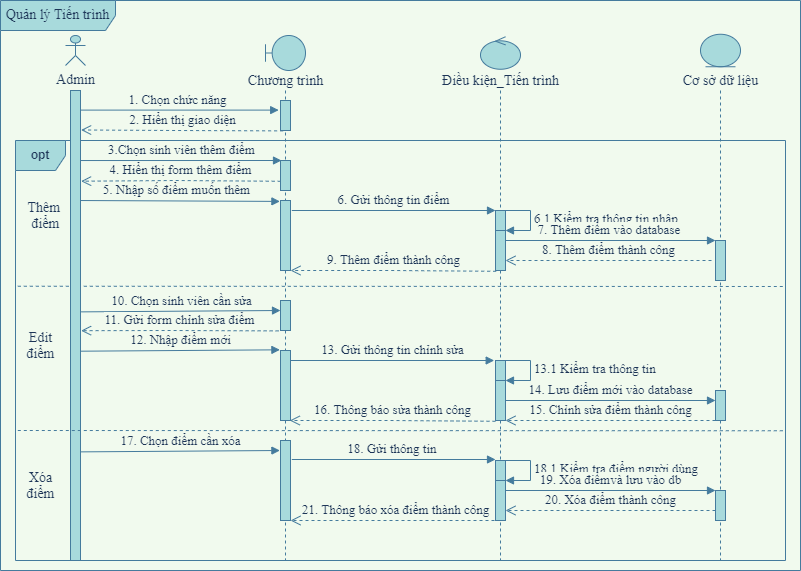 Quản lý Tiến trình
Admin
Chương trình
Điều kiện_Tiến trình
Cơ sở dữ liệu
1. Chọn chức năng
2. Hiển thị giao diện
opt
3.Chọn sinh viên thêm điểm
4. Hiển thị form thêm điểm
5. Nhập số điểm muốn thêm
Thêm
điểm
6. Gửi thông tin điểm
6.1 Kiểm tra thông tin nhập
7. Thêm điểm vào database
8. Thêm điểm thành công
9. Thêm điểm thành công
10. Chọn sinh viên cần sửa
11. Gửi form chỉnh sửa điểm
12. Nhập điểm mới
Edit
điểm
13. Gửi thông tin chỉnh sửa
13.1 Kiểm tra thông tin
14. Lưu điểm mới vào database
15. Chỉnh sửa điểm thành công
16. Thông báo sửa thành công
17. Chọn điểm cần xóa
18. Gửi thông tin
Xóa
điểm
18.1 Kiểm tra điểm người dùng
19. Xóa điểmvà lưu vào db
20. Xóa điểm thành công
21. Thông báo xóa điểm thành công